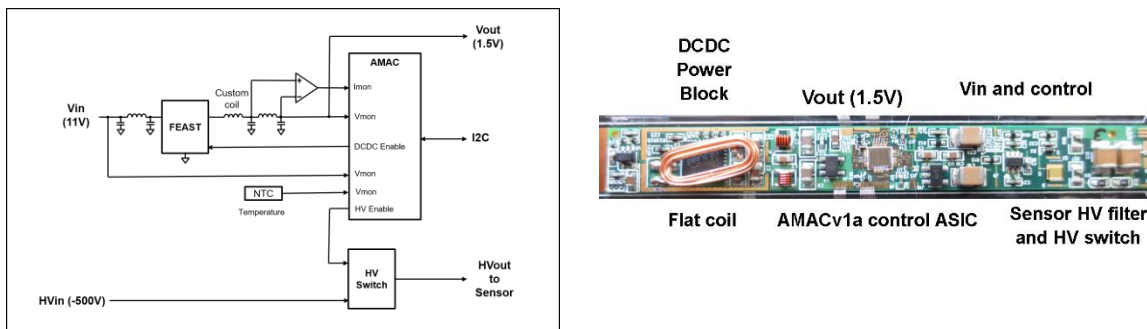 Vout
(1.5V)
AMAC
Custom
coil
Imon
Vin
(11V)
FEAST
Vmon
I2C
DCDC Enable
Vmon
NTC
Vmon
Temperature
HV Enable
HV
Switch
HVout
to
Sensor
HVin (-500V)
DCDC
Power
Block
Vout (1.5V)
Vin and control
Flat coil
AMACv1a control ASIC
Sensor HV filter
and HV switch